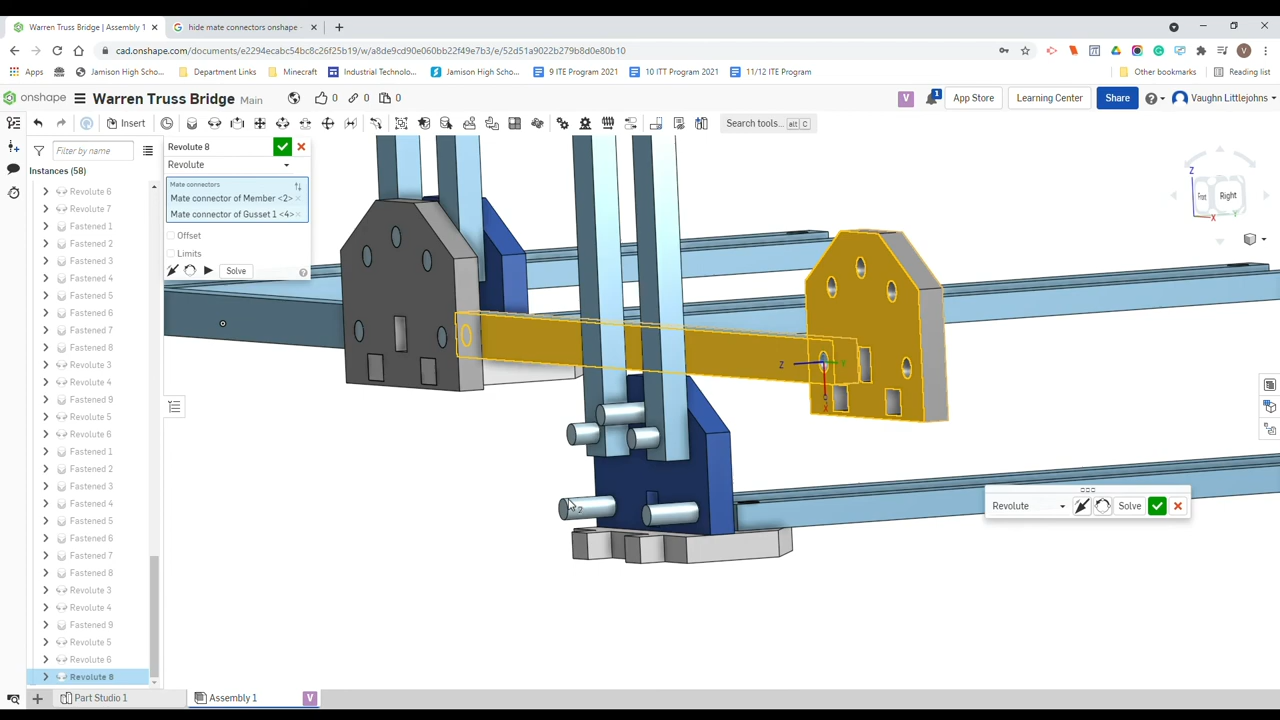 Warren Truss Bridge | Assembly 1
hide mate connectors onshape -
cad.onshape.com/documents/e2294ecabc54bc8c26f25b19/w/a8de9cd90e060bb22f49e7b3/e/52d51a9022b279b8d0e80b10
V
Apps
Jamison High Scho...
Department Links
Minecraft
Industrial Technolo...
Jamison High Scho...
9 ITE Program 2021
10 ITT Program 2021
11/12 ITE Program
Other bookmarks
Reading list
onshape
Warren Truss Bridge Main
0
0
0
V
1
App Store
Learning Center
Share
Vaughn Littlejohns
Insert
Search tools... alt C
Filter by name
Instances (58)
Revolute 6
Revolute 7
Fastened 1
Fastened 2
Fastened 3
Fastened 4
Fastened 5
Fastened 6
Fastened 7
Fastened 8
Revolute 3
Revolute 4
Fastened 9
Revolute 5
Revolute 6
Fastened 1
Fastened 2
Fastened 3
Fastened 4
Fastened 5
Fastened 6
Fastened 7
Fastened 8
Revolute 3
Revolute 4
Fastened 9
Revolute 5
Revolute 6
Revolute 8
Revolute 8
Revolute
Mate connectors
Mate connector of Member <2>
Mate connector of Gusset 1 <4>
Offset
Limits
Solve
Z
Y
X
Z
Front
Right
X
Y
Revolute
Solve
Part Studio 1
Assembly 1
V